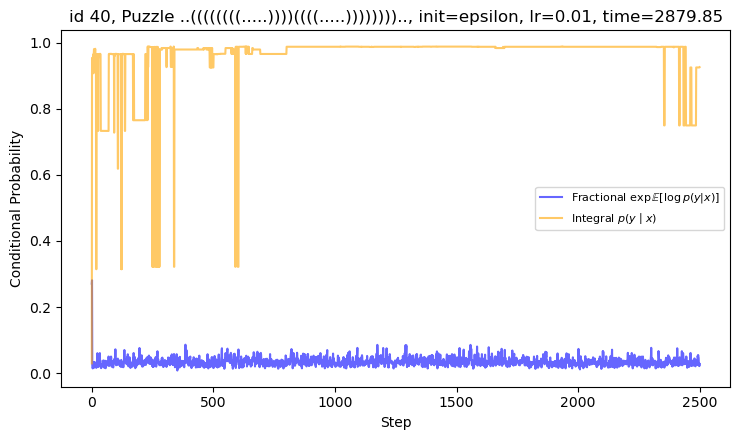 id 40, Puzzle ..((((((((.....))))((((.....)))))))).., init=epsilon, lr=0.01, time=2879.85
1.0
0.8
0.6
0.4
0.2
0.0
Conditional Probability
Fractional exp𝔼[log p(y|x)]
Integral p(y | x)
0 500 1000 1500 2000 2500
Step